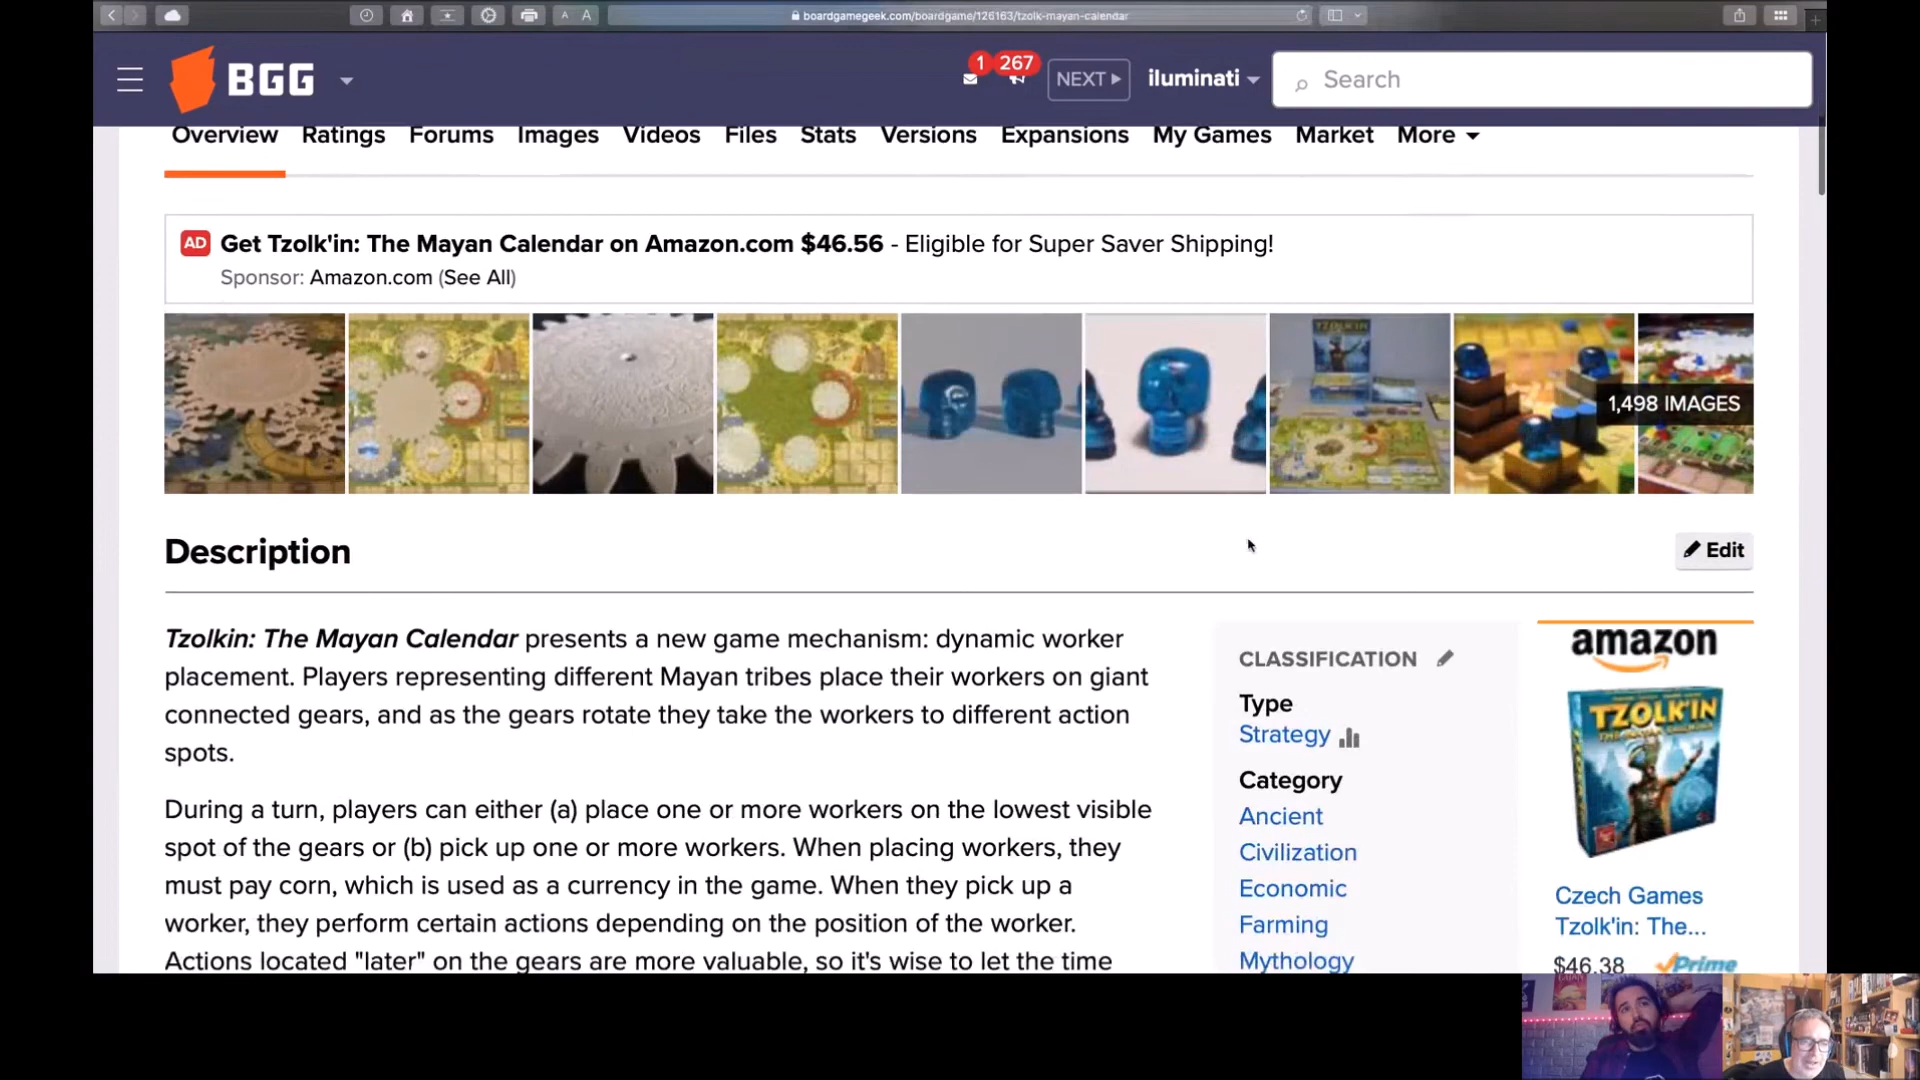 boardgamegeek.com/boardgame/126163/tzolk-mayan-calendar
A A
BGG
1 267
NEXT
iluminati
Search
Overview Ratings Forums Images Videos Files Stats Versions Expansions My Games Market More
AD Get Tzolk'in: The Mayan Calendar on Amazon.com $46.56 - Eligible for Super Saver Shipping!
Sponsor: Amazon.com (See All)
TZOLK'IN
1,498 IMAGES
Description
Edit
Tzolkin: The Mayan Calendar presents a new game mechanism: dynamic worker
placement. Players representing different Mayan tribes place their workers on giant
connected gears, and as the gears rotate they take the workers to different action
spots.
During a turn, players can either (a) place one or more workers on the lowest visible
spot of the gears or (b) pick up one or more workers. When placing workers, they
must pay corn, which is used as a currency in the game. When they pick up a
worker, they perform certain actions depending on the position of the worker.
Actions located "later" on the gears are more valuable, so it's wise to let the time
CLASSIFICATION
Type
Strategy
Category
Ancient
Civilization
Economic
Farming
Mythology
amazon
TZOLK'IN
THE MAYAN CALENDAR
Czech Games
Tzolk'in: The...
$46.38 Prime